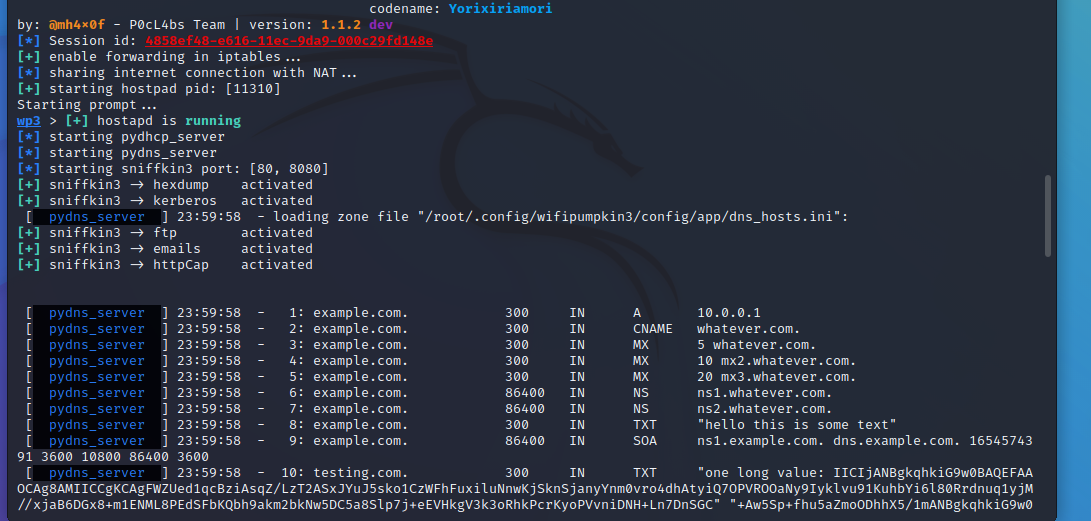 codename: Yorixiriamori
by: @mh4x0f - P0cL4bs Team | version: 1.1.2 dev
[*] Session id: 4858ef48-e616-11ec-9da9-000c29fd148e
[+] enable forwarding in iptables...
[*] sharing internet connection with NAT...
[+] starting hostpad pid: [11310]
Starting prompt...
wp3 > [+] hostapd is running
[*] starting pydhcp_server
[*] starting pydns_server
[*] starting sniffkin3 port: [80, 8080]
[+] sniffkin3 -> hexdump activated
[+] sniffkin3 -> kerberos activated
[ pydns_server ] 23:59:58 - loading zone file "/root/.config/wifipumpkin3/config/app/dns_hosts.ini":
[+] sniffkin3 -> ftp activated
[+] sniffkin3 -> emails activated
[+] sniffkin3 -> httpCap activated
[ pydns_server ] 23:59:58 - 1: example.com. 300 IN A 10.0.0.1
[ pydns_server ] 23:59:58 - 2: example.com. 300 IN CNAME whatever.com.
[ pydns_server ] 23:59:58 - 3: example.com. 300 IN MX 5 whatever.com.
[ pydns_server ] 23:59:58 - 4: example.com. 300 IN MX 10 mx2.whatever.com.
[ pydns_server ] 23:59:58 - 5: example.com. 300 IN MX 20 mx3.whatever.com.
[ pydns_server ] 23:59:58 - 6: example.com. 86400 IN NS ns1.whatever.com.
[ pydns_server ] 23:59:58 - 7: example.com. 86400 IN NS ns2.whatever.com.
[ pydns_server ] 23:59:58 - 8: example.com. 300 IN TXT "hello this is some text"
[ pydns_server ] 23:59:58 - 9: example.com. 86400 IN SOA ns1.example.com. dns.example.com. 16545743
91 3600 10800 86400 3600
[ pydns_server ] 23:59:58 - 10: testing.com. 300 IN TXT "one long value: IICIjANBgkqhkiG9w0BAQEFAA
OCAg8AMIICCgKCAgFWZUed1qcBziAsqZ/LzT2ASxJYuJ5sko1CzWFhFuxiluNnwKjSknSjanyYnm0vro4dhAtyiQ7OPVROOaNy9Iyklvu91KuhbYi6l80Rrdnuq1yjM
//xjaB6DGx8+m1ENML8PEdSFbKQbh9akm2bkNw5DC5a8Slp7j+eEVHkgV3k3oRhkPcrKyoPVvniDNH+Ln7DnSGC" "+Aw5Sp+fhu5aZmoODhhX5/1mANBgkqhkiG9w0